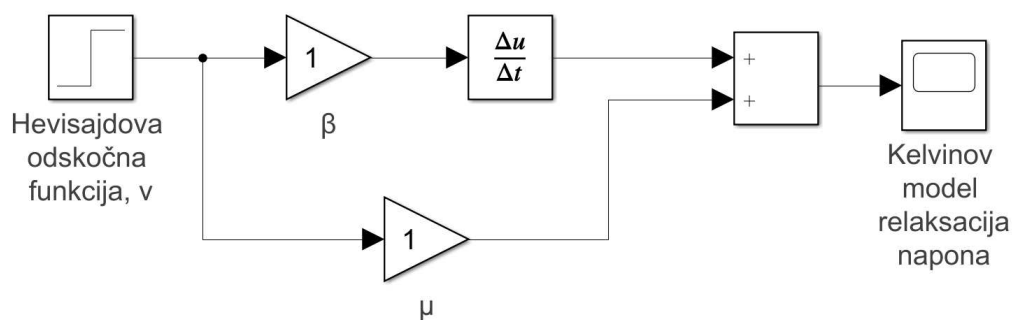 1
Δu
Δt
+
+
β
Hevisajdova
odskočna
funkcija, v
Kelvinov
model
relaksacija
napona
1
μ